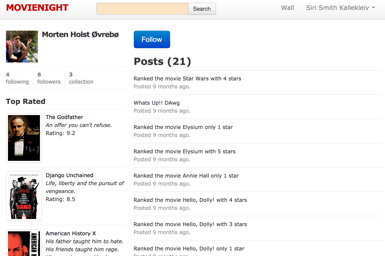 MOVIENIGHT
Search
Wall
Siri Smith Kallekleiv
Morten Holst Øvrebø
4 6 3
following followers collection
Top Rated
The Godfather
An offer you can't refuse.
Rating: 9.2
Django Unchained
Life, liberty and the pursuit of
vengeance.
Rating: 8.5
American History X
His father taught him to hate.
His friends taught him rage.
Follow
Posts (21)
Ranked the movie Star Wars with 4 stars
Posted 9 months ago.
Whats Up!! DAwg
Posted 9 months ago.
Ranked the movie Elysium only 1 star
Posted 9 months ago.
Ranked the movie Elysium with 5 stars
Posted 9 months ago.
Ranked the movie Annie Hall only 1 star
Posted 9 months ago.
Ranked the movie Hello, Dolly! with 4 stars
Posted 9 months ago.
Ranked the movie Hello, Dolly! with 3 stars
Posted 9 months ago.
Ranked the movie Hello, Dolly! only 1 star
Posted 9 months ago.